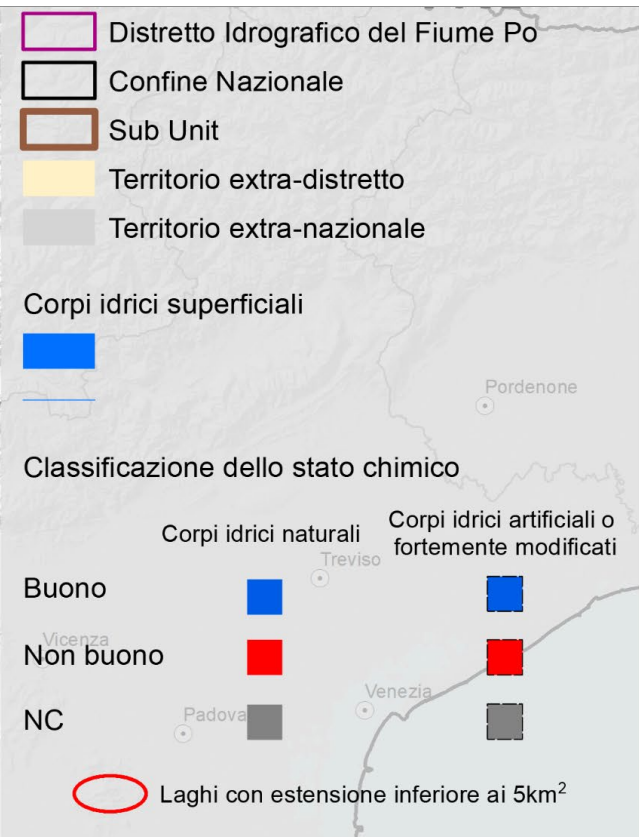 Distretto Idrografico del Fiume Po
Confine Nazionale
Sub Unit
Territorio extra-distretto
Territorio extra-nazionale
Corpi idrici superficiali
Pordenone
Classificazione dello stato chimico
Corpi idrici naturali
Corpi idrici artificiali o
fortemente modificati
Treviso
Buono
Vicenza
Non buono
Venezia
NC
Padova
Laghi con estensione inferiore ai 5km²